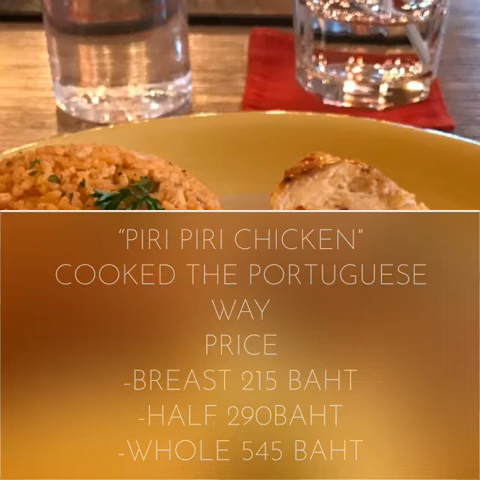 “PIRI PIRI CHICKEN”
COOKED THE PORTUGUESE
WAY
PRICE
-BREAST 215 BAHT
-HALF 290BAHT
-WHOLE 545 BAHT